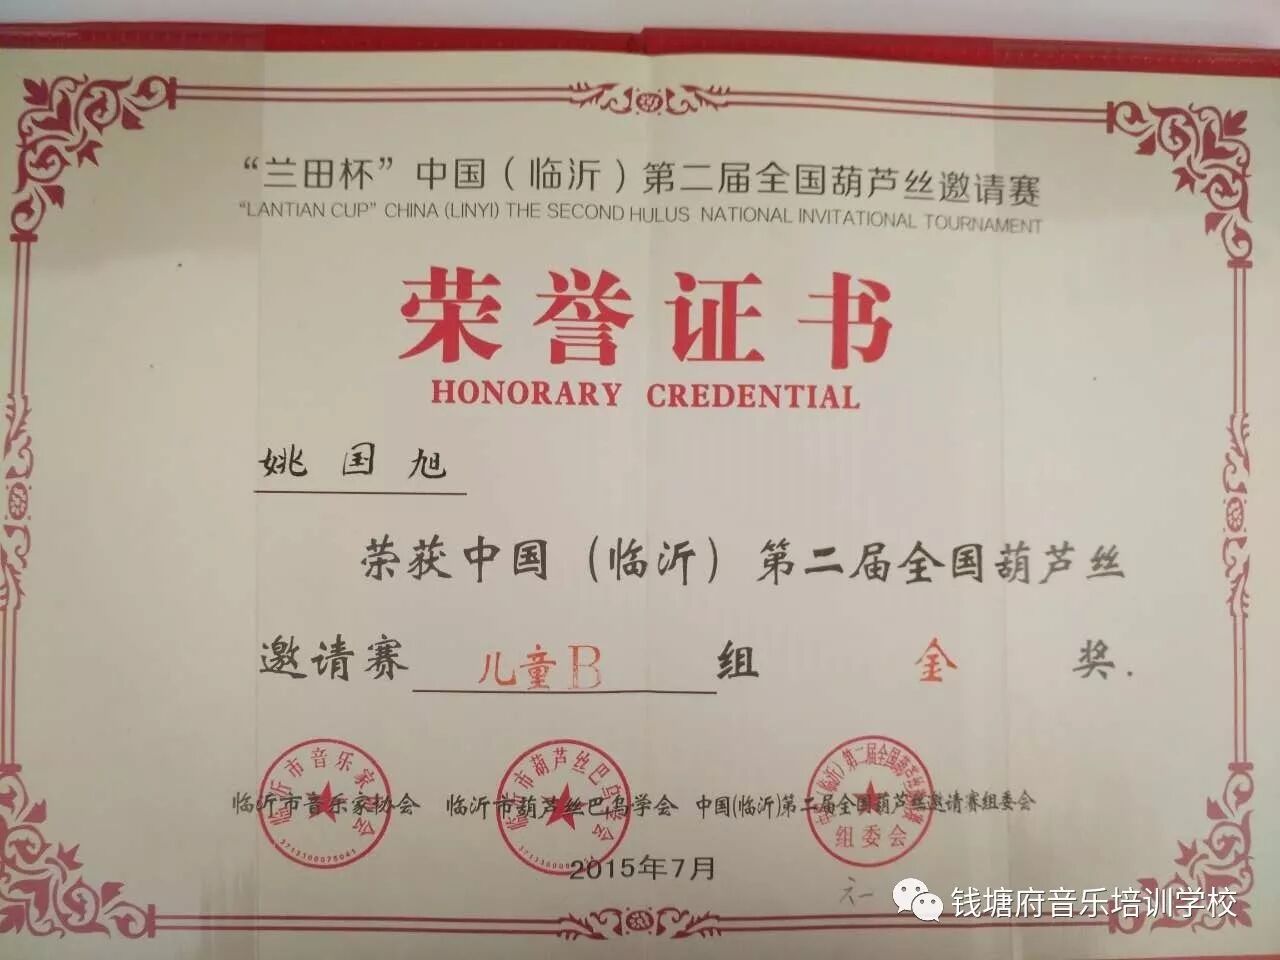 “兰田杯”中国(临沂)第二届全国葫芦丝邀请赛
“LANTIAN CUP” CHINA (LINYI) THE SECOND HULUS NATIONAL INVITATIONAL TOURNAMENT
荣誉证书
HONORARY CREDENTIAL
姚国旭
荣获中国(临沂)第二届全国葫芦丝
邀请赛 儿童B 组 金 奖.
临沂市音乐家协会 临沂市葫芦丝巴乌学会 中国(临沂)第二届全国葫芦丝邀请赛组委会
组委会
2015年7月
钱塘府音乐培训学校